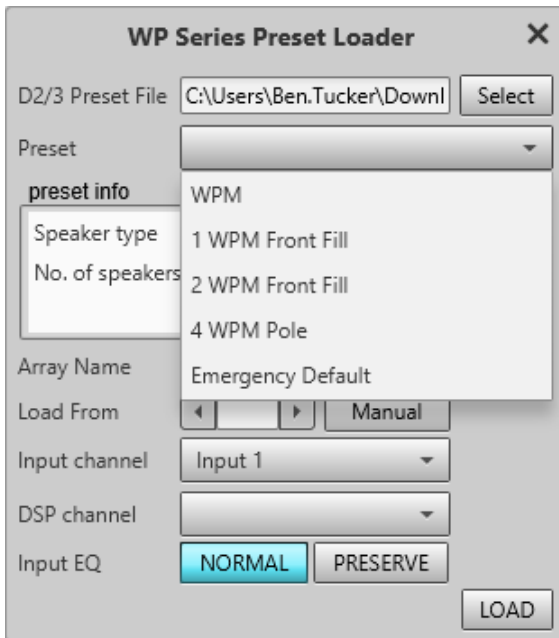 WP Series Preset Loader
D2/3 Preset File C:\Users\Ben.Tucker\Downl Select
Preset
preset info
WPM
Speaker type
1 WPM Front Fill
No. of speakers
2 WPM Front Fill
4 WPM Pole
Array Name
Emergency Default
Load From Manual
Input channel Input 1
DSP channel
Input EQ NORMAL PRESERVE
LOAD